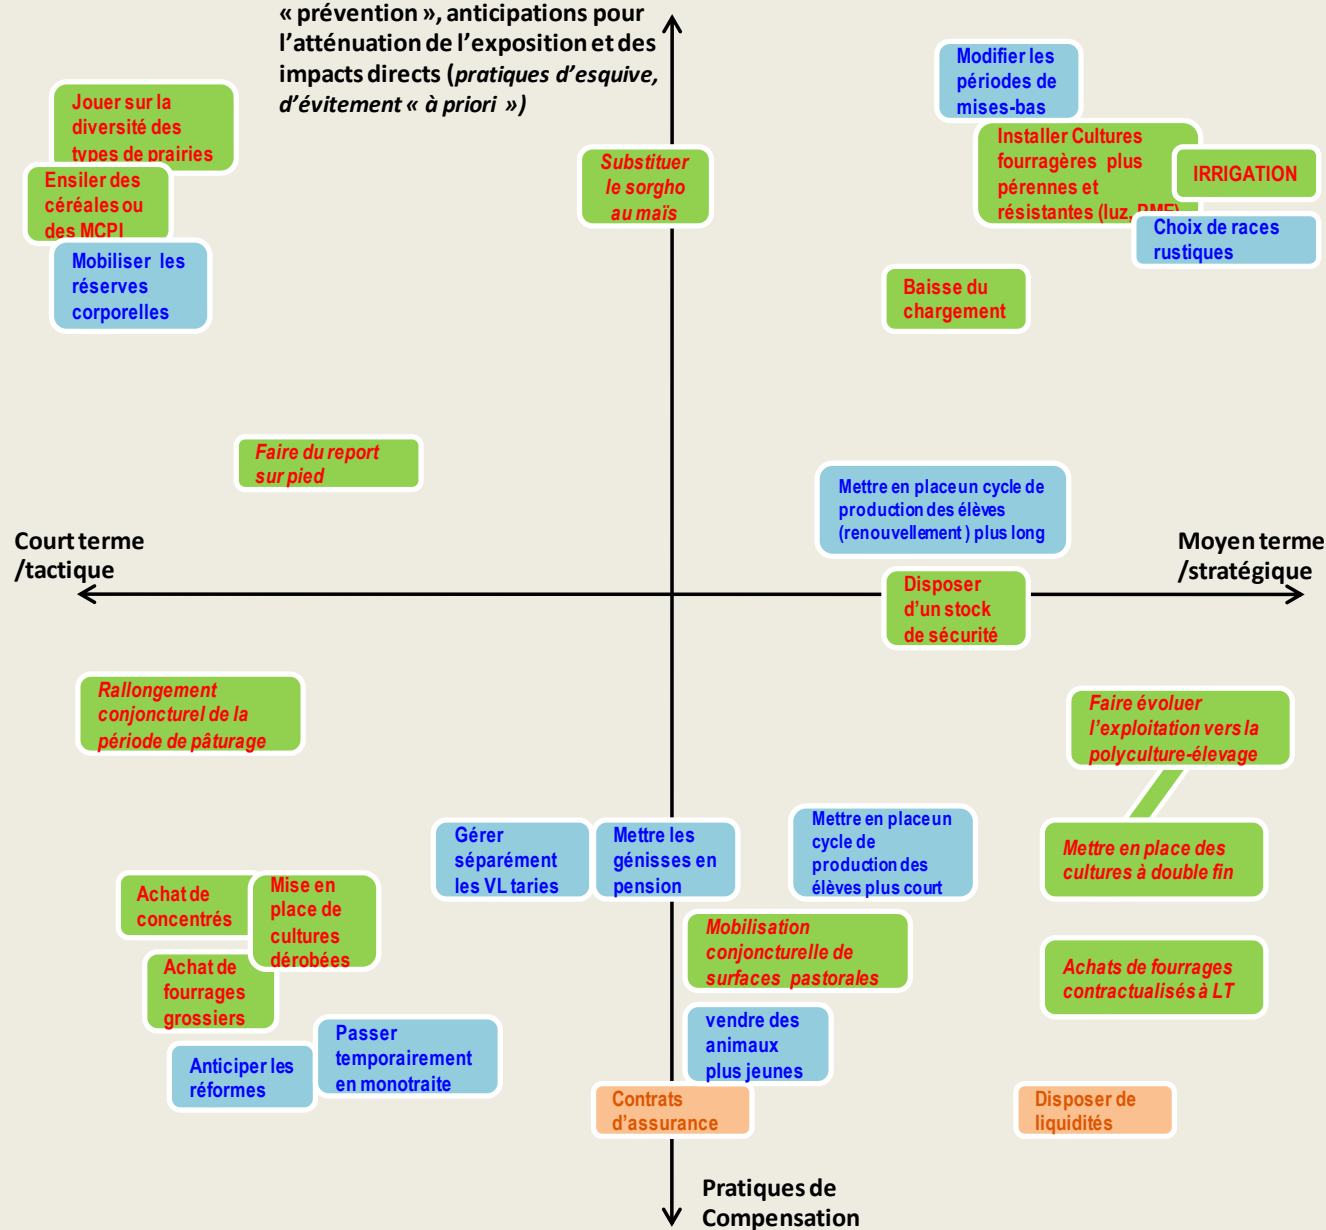 « prévention », anticipations pour
l’atténuation de l’exposition et des
impacts directs (pratiques d’esquive,
d’évitement « à priori »)
Jouer sur la
diversité des
types de prairies
Ensiler des
céréales ou
des MCPI
Mobiliser les
réserves
corporelles
Substituer
le sorgho
au maïs
Modifier les
périodes de
mises-bas
Installer Cultures
fourragères plus
pérennes et
résistantes (luz,
IRRIGATION
Choix de races
rustiques
Baisse du
chargement
Faire du report
sur pied
Mettre en place un cycle de
production des élèves
(renouvellement ) plus long
Court terme
/tactique
Moyen terme
/stratégique
Disposer
d’un stock
de sécurité
Rallongement
conjoncturel de la
période de pâturage
Faire évoluer
l’exploitation vers la
polyculture-élevage
Gérer
séparément
les VL taries
Mettre les
génisses en
pension
Mettre en place un
cycle de
production des
élèves plus court
Mettre en place des
cultures à double fin
Achat de
concentrés
Mise en
place de
cultures
dérobées
Mobilisation
conjoncturelle de
surfaces pastorales
Achats de fourrages
contractualisés à LT
Achat de
fourrages
grossiers
Anticiper les
réformes
Passer
temporairement
en monotraite
vendre des
animaux
plus jeunes
Contrats
d’assurance
Disposer de
liquidités
Pratiques de
Compensation